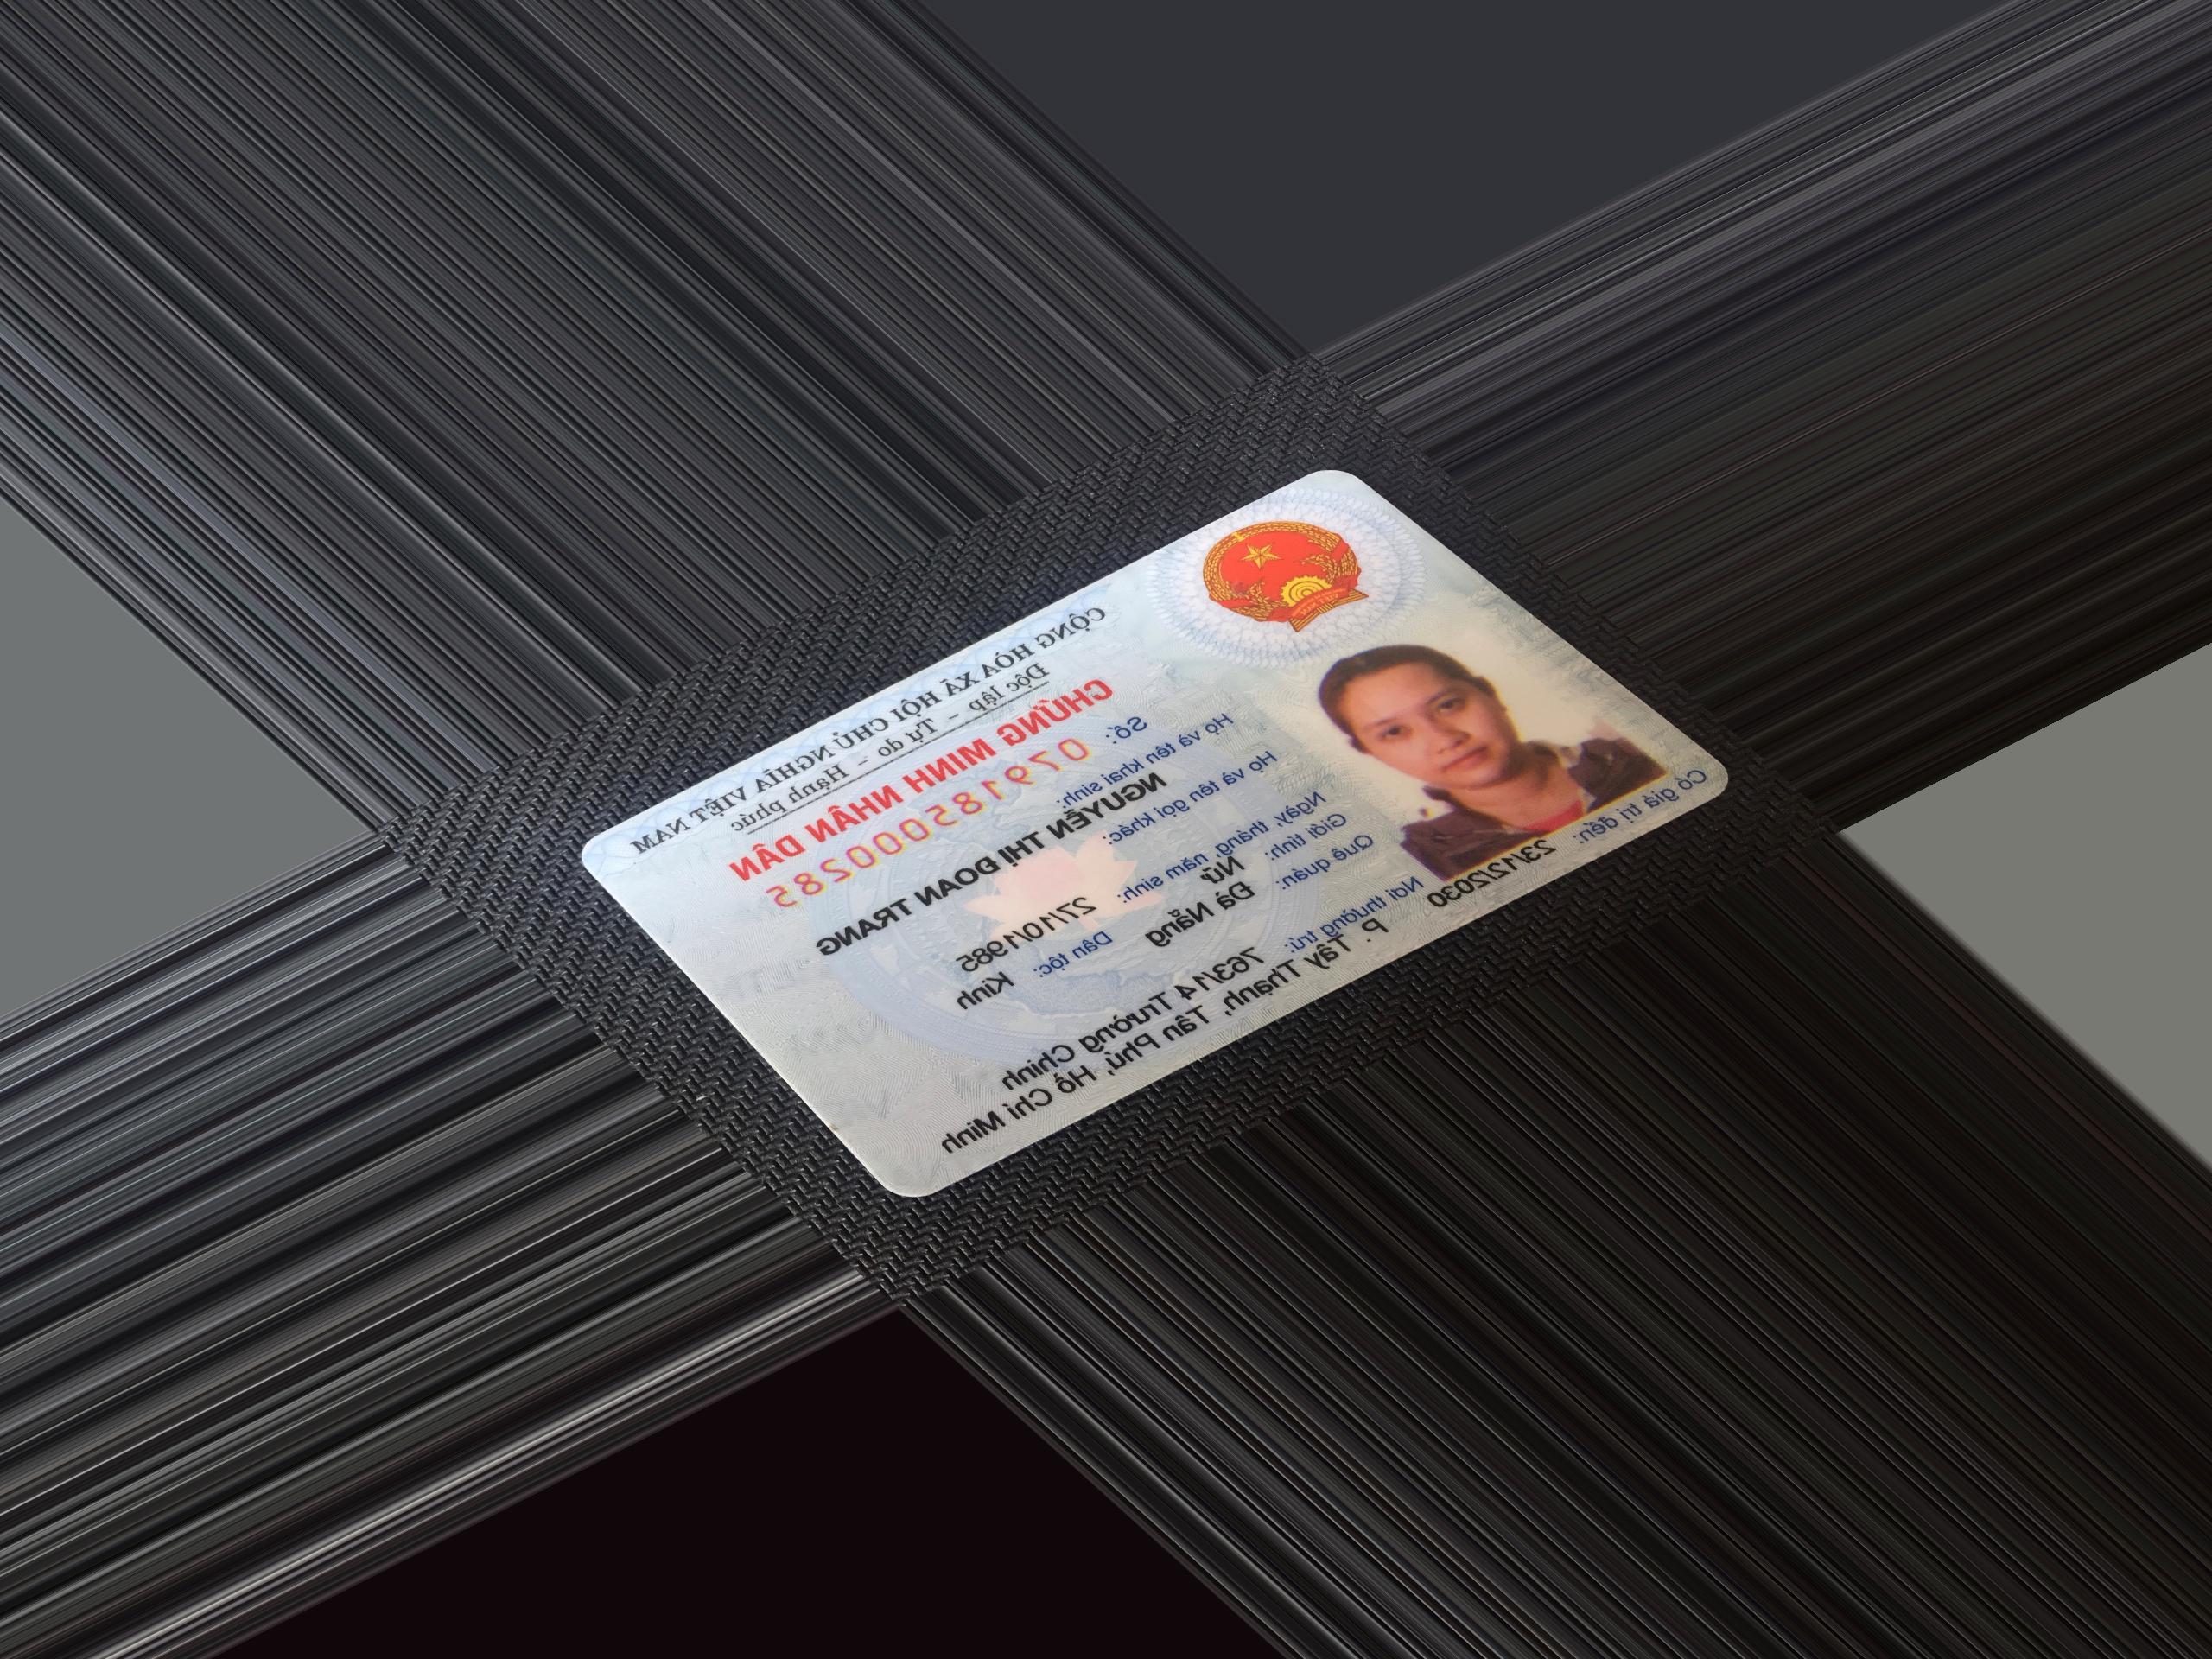 CỘNG HÒA XÃ HỘI CHỦ NGHĨA VIỆT NAM
Độc lập - Tự do - Hạnh phúc
CHỨNG MINH NHÂN DÂN
Số: 079185000285
Họ và tên khai sinh:
NGUYỄN THỊ ĐOAN TRANG
Họ và tên gọi khác:
Ngày, tháng, năm sinh: 27/10/1985
Giới tính: Nữ Dân tộc: Kinh
Quê quán: Đà Nẵng
Nơi thường trú: 763/14 Trường Chinh
P. Tây Thạnh, Tân Phú, Hồ Chí Minh
Có giá trị đến: 23/12/2030